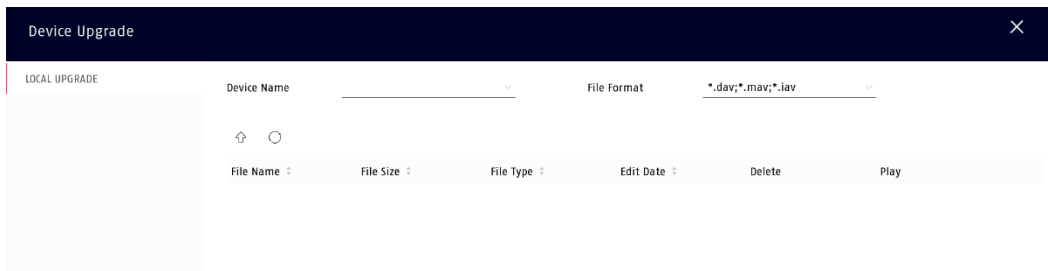 Device Upgrade
LOCAL UPGRADE
Device Name File Format *.dav;*.mav;*.iav
File Name File Size File Type Edit Date Delete Play